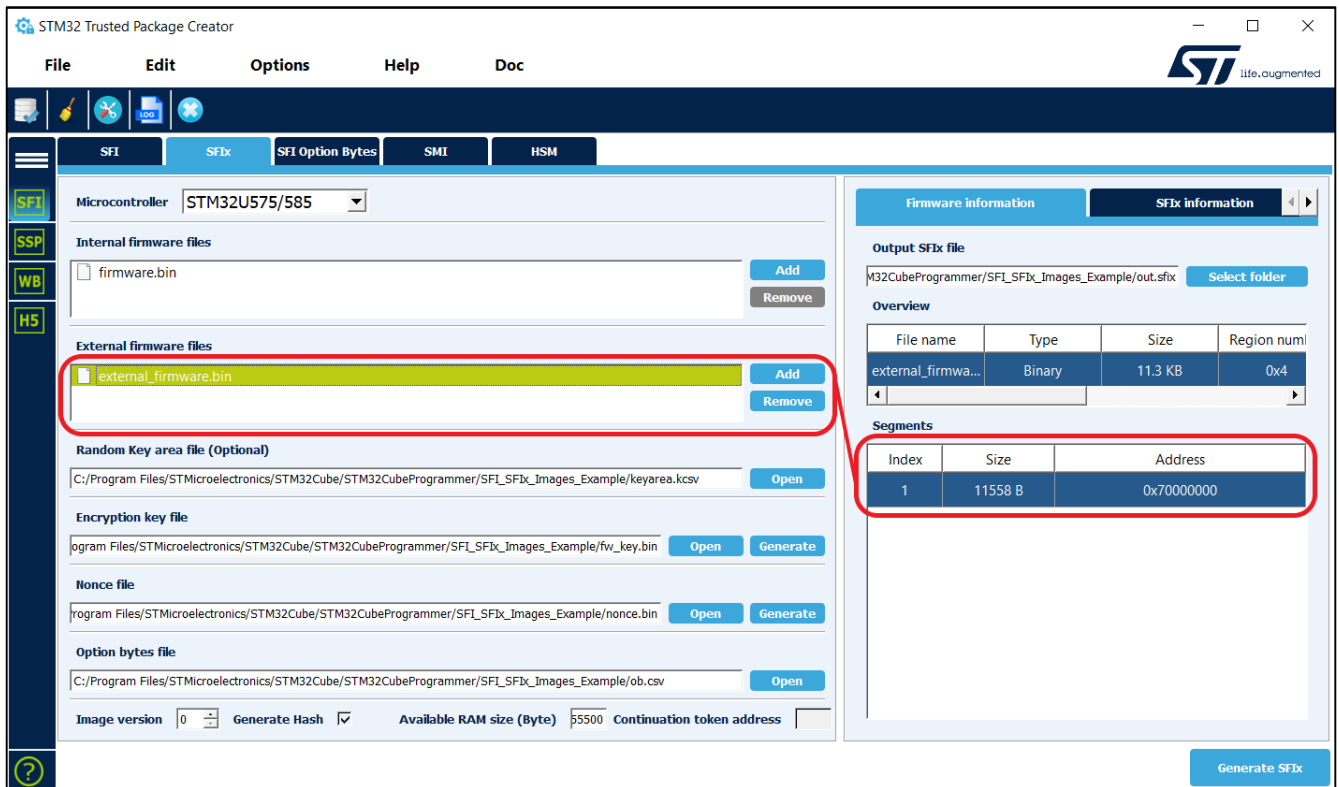 STM32 Trusted Package Creator
File Edit Options Help Doc
ST life.augmented
LOG
SFI SFIx SFI Option Bytes SMI HSM
SFI
SSP
WB
H5
Microcontroller STM32U575/585
Internal firmware files
firmware.bin
Add
Remove
External firmware files
external_firmware.bin
Add
Remove
Random Key area file (Optional)
C:/Program Files/STMicroelectronics/STM32Cube/STM32CubeProgrammer/SFI_SFIx_Images_Example/keyarea.kcsv Open
Encryption key file
ogram Files/STMicroelectronics/STM32Cube/STM32CubeProgrammer/SFI_SFIx_Images_Example/fw_key.bin Open Generate
Nonce file
rogram Files/STMicroelectronics/STM32Cube/STM32CubeProgrammer/SFI_SFIx_Images_Example/nonce.bin Open Generate
Option bytes file
C:/Program Files/STMicroelectronics/STM32Cube/STM32CubeProgrammer/SFI_SFIx_Images_Example/ob.csv Open
Image version 0 Generate Hash Available RAM size (Byte) 55500 Continuation token address
Firmware information SFIx information
Output SFIx file
M32CubeProgrammer/SFI_SFIx_Images_Example/out.sfix Select folder
Overview
File name Type Size Region num
external_firmwa... Binary 11.3 KB 0x4
Segments
Index Size Address
1 11558 B 0x70000000
?
Generate SFIx